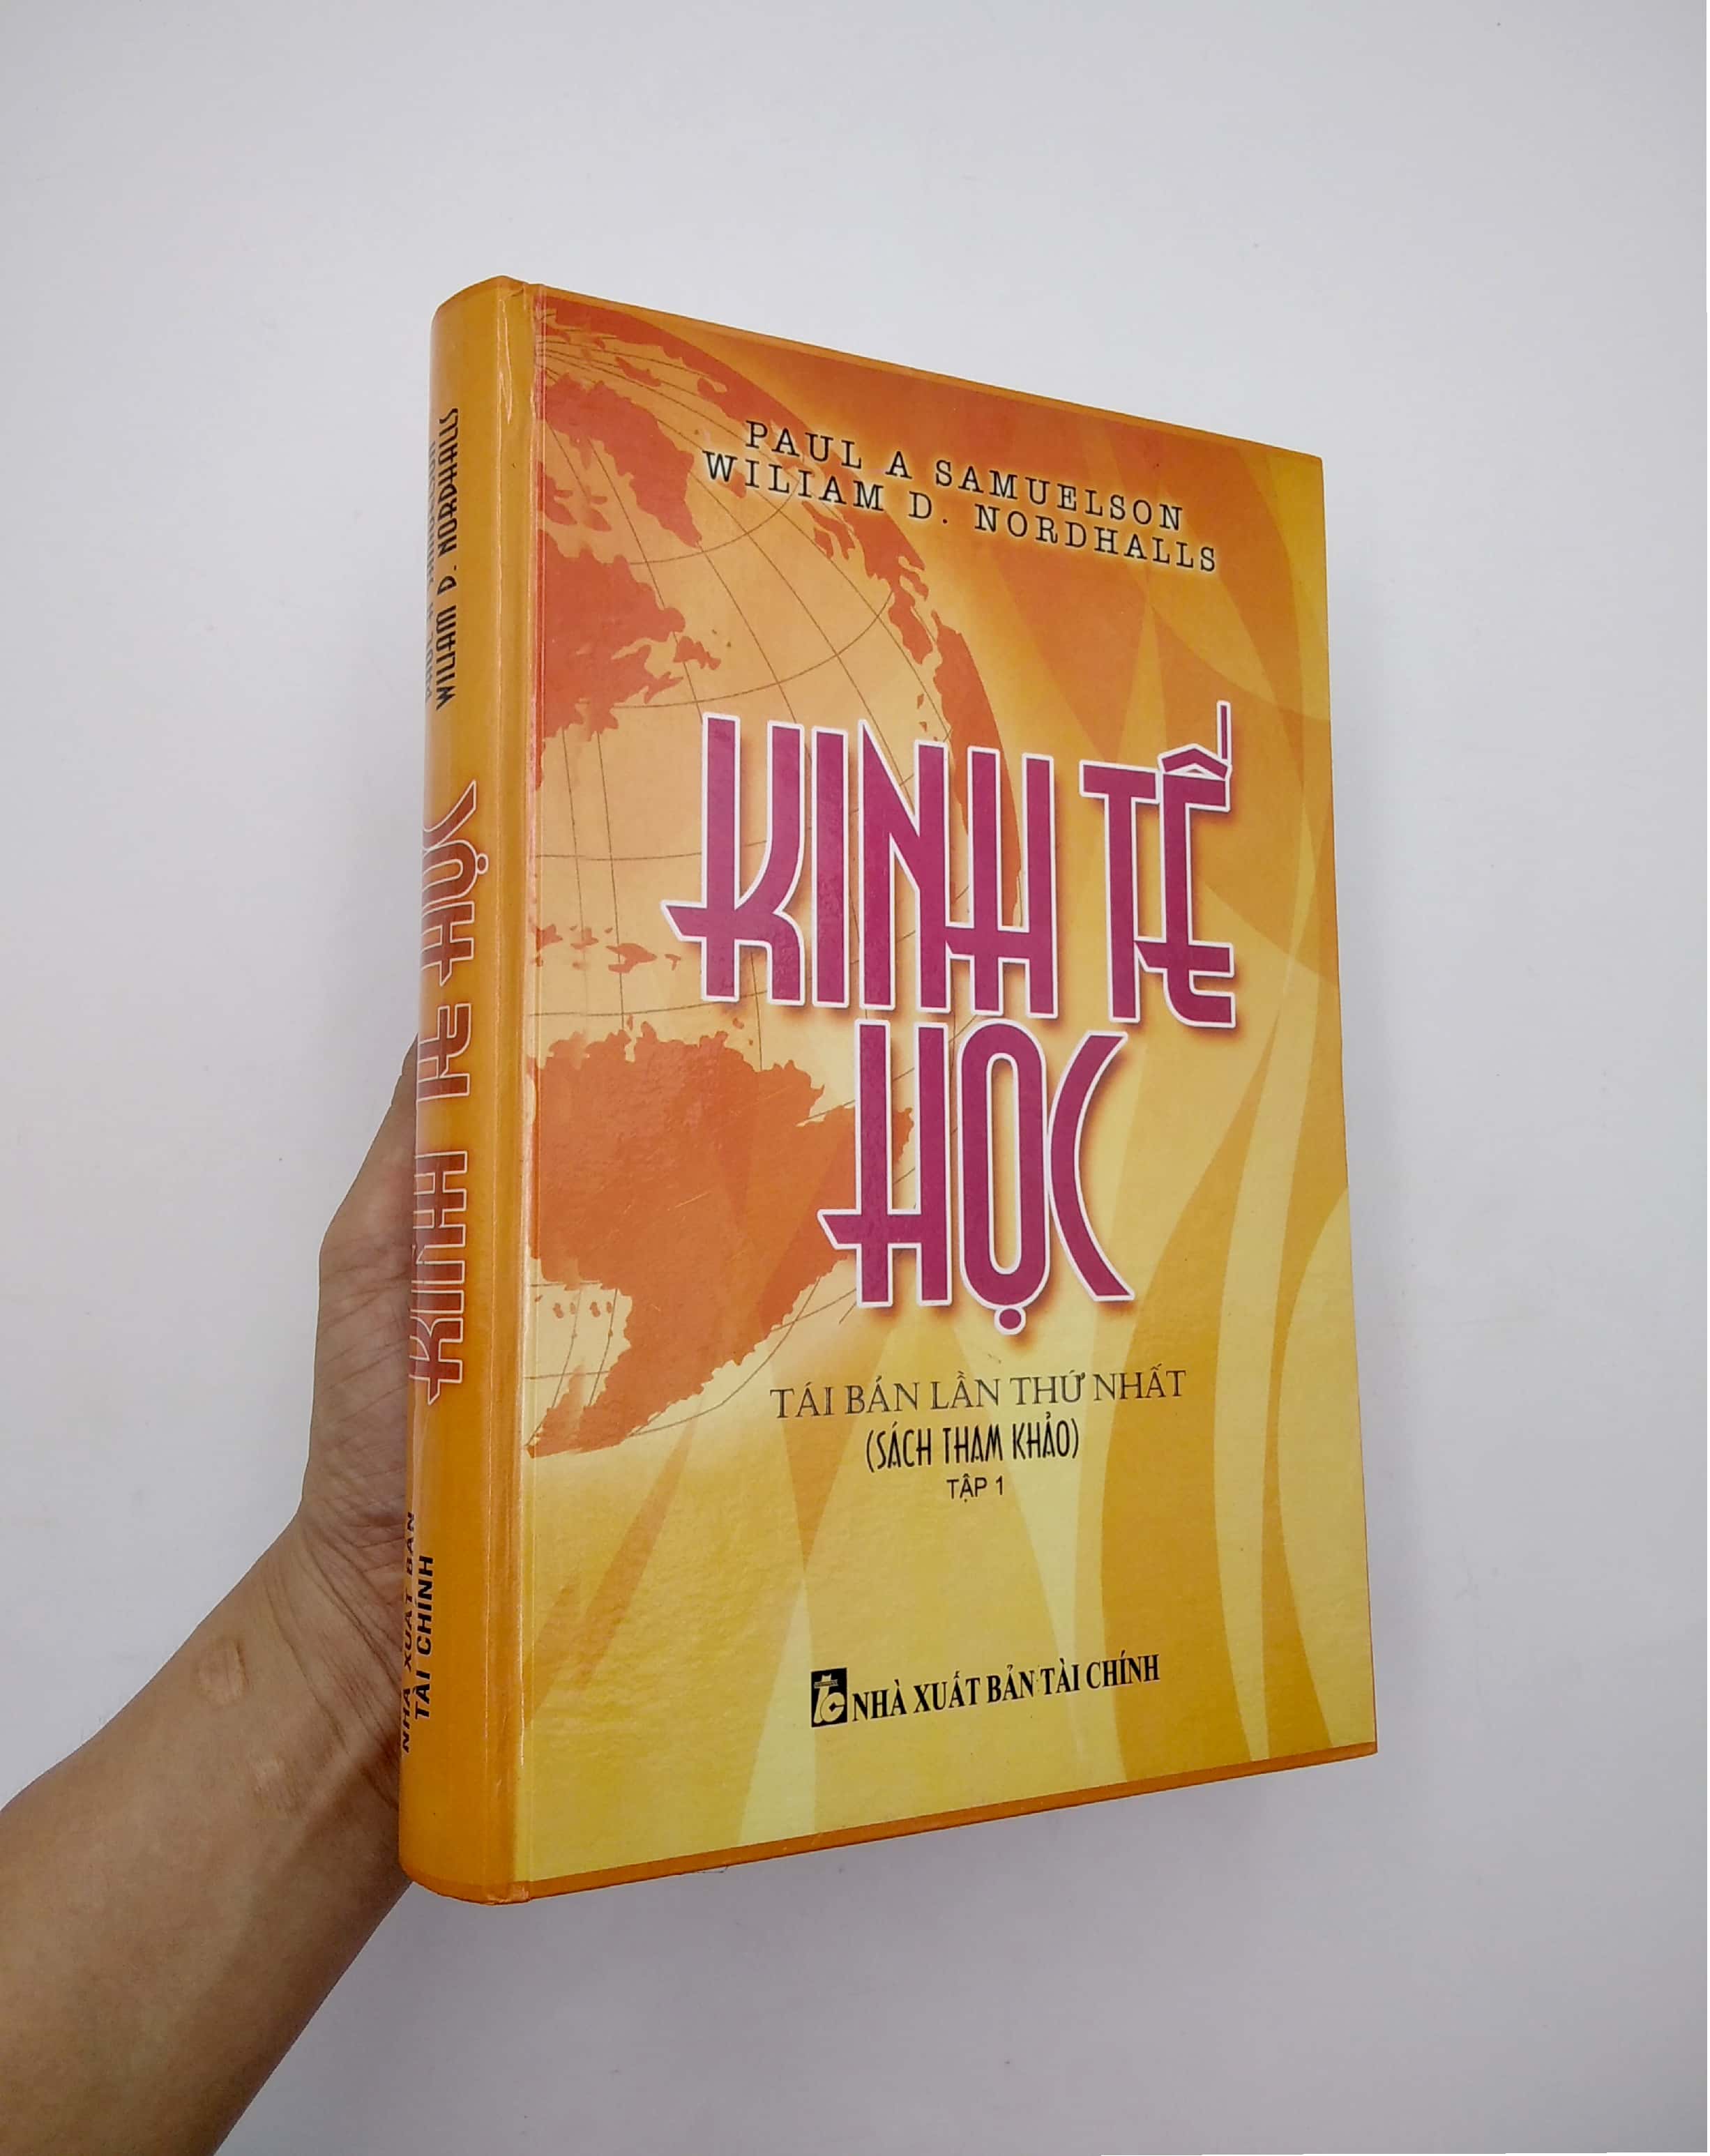 PAUL A SAMUELSON
WILIAM D. NORDHALLS
KINH TẾ
HỌC
TÁI BẢN LẦN THỨ NHẤT
(SÁCH THAM KHẢO)
TẬP 1
NHÀ XUẤT BẢN TÀI CHÍNH
WILIAM D. NORDHALLS
KINH TẾ HỌC
NHÀ XUẤT BẢN
TÀI CHÍNH